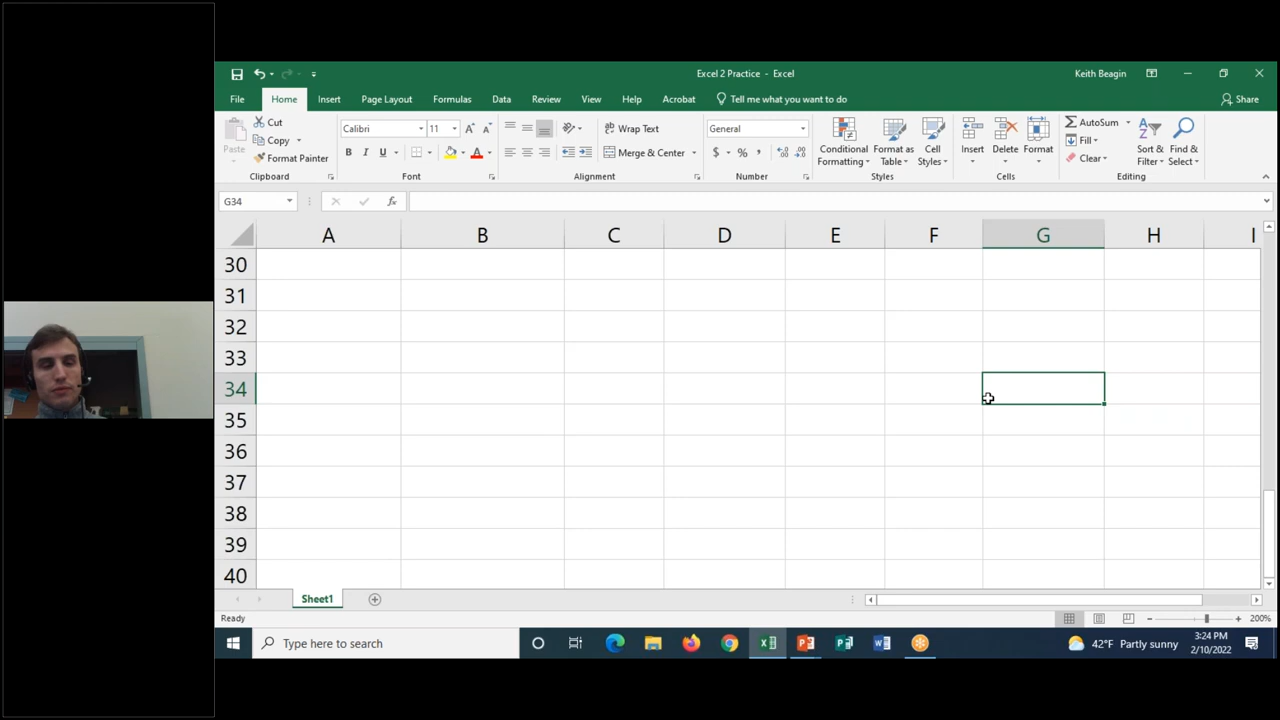 Excel 2 Practice - Excel
Keith Beagin
File Home Insert Page Layout Formulas Data Review View Help Acrobat Tell me what you want to do Share
Paste
Cut
Copy
Format Painter
Clipboard
Calibri 11
B I U A
Font
Wrap Text
Merge & Center
Alignment
General
$ % ,
Number
Conditional Formatting
Format as Table
Cell Styles
Styles
Insert Delete Format
Cells
AutoSum
Fill
Clear
Sort & Filter
Find & Select
Editing
G34 fx
A B C D E F G H I
30
31
32
33
34
35
36
37
38
39
40
Sheet1
Ready 200%
Type here to search
42°F Partly sunny
3:24 PM
2/10/2022